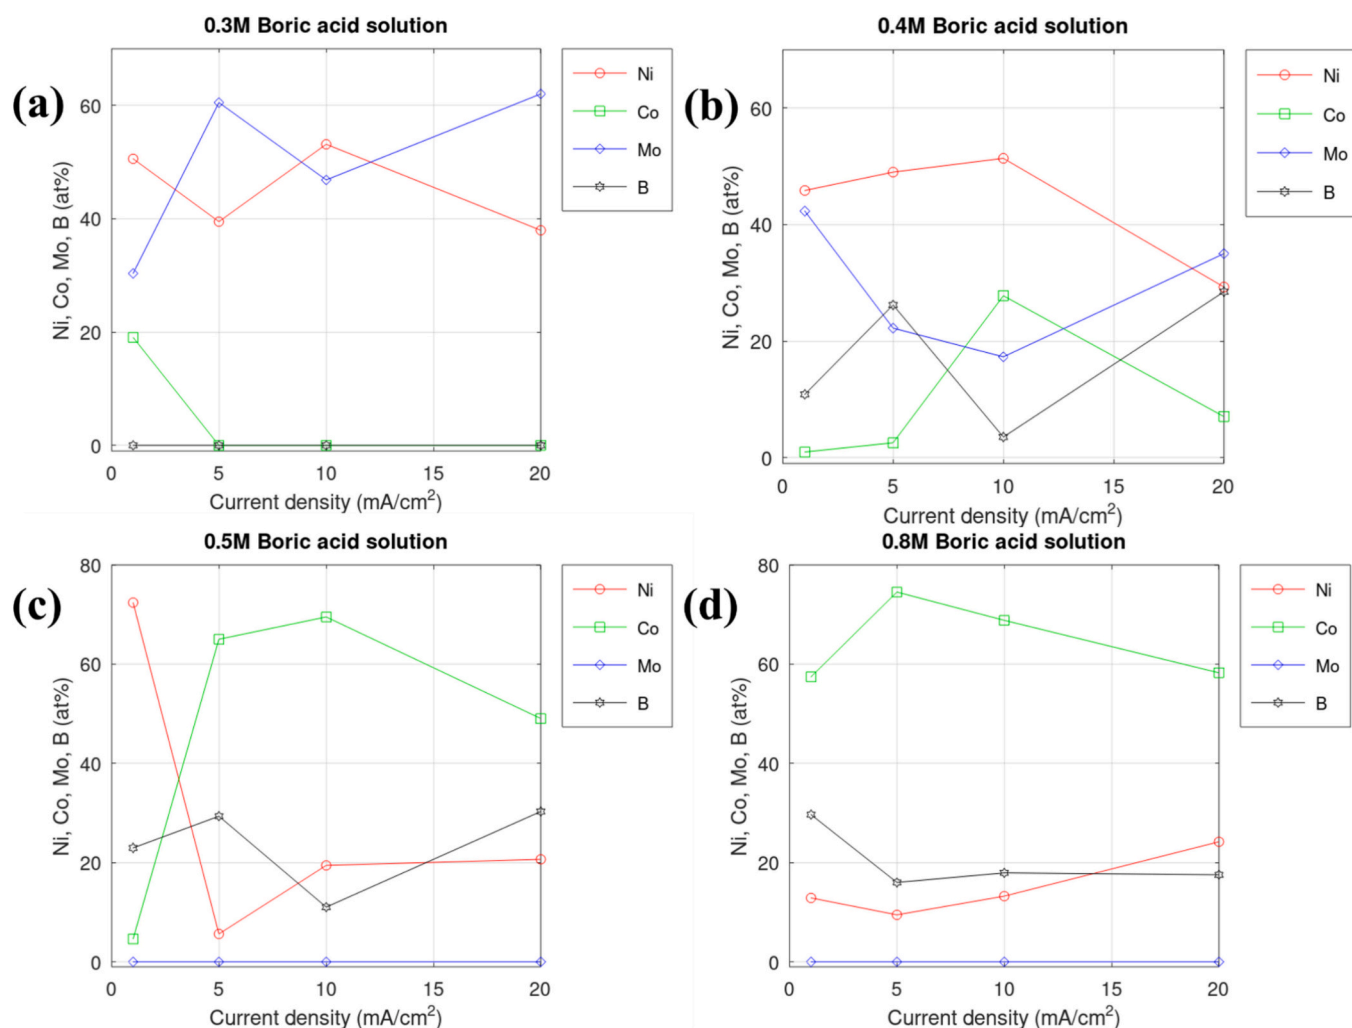 0.3M Boric acid solution
(a)
Ni, Co, Mo, B (at%)
60
40
20
0
0 5 10 15 20
Current density (mA/cm²)
Ni
Co
Mo
B
0.4M Boric acid solution
(b)
Ni, Co, Mo, B (at%)
60
40
20
0
0 5 10 15 20
Current density (mA/cm²)
Ni
Co
Mo
B
0.5M Boric acid solution
(c)
Ni, Co, Mo, B (at%)
80
60
40
20
0
0 5 10 15 20
Current density (mA/cm²)
Ni
Co
Mo
B
0.8M Boric acid solution
(d)
Ni, Co, Mo, B (at%)
80
60
40
20
0
0 5 10 15 20
Current density (mA/cm²)
Ni
Co
Mo
B